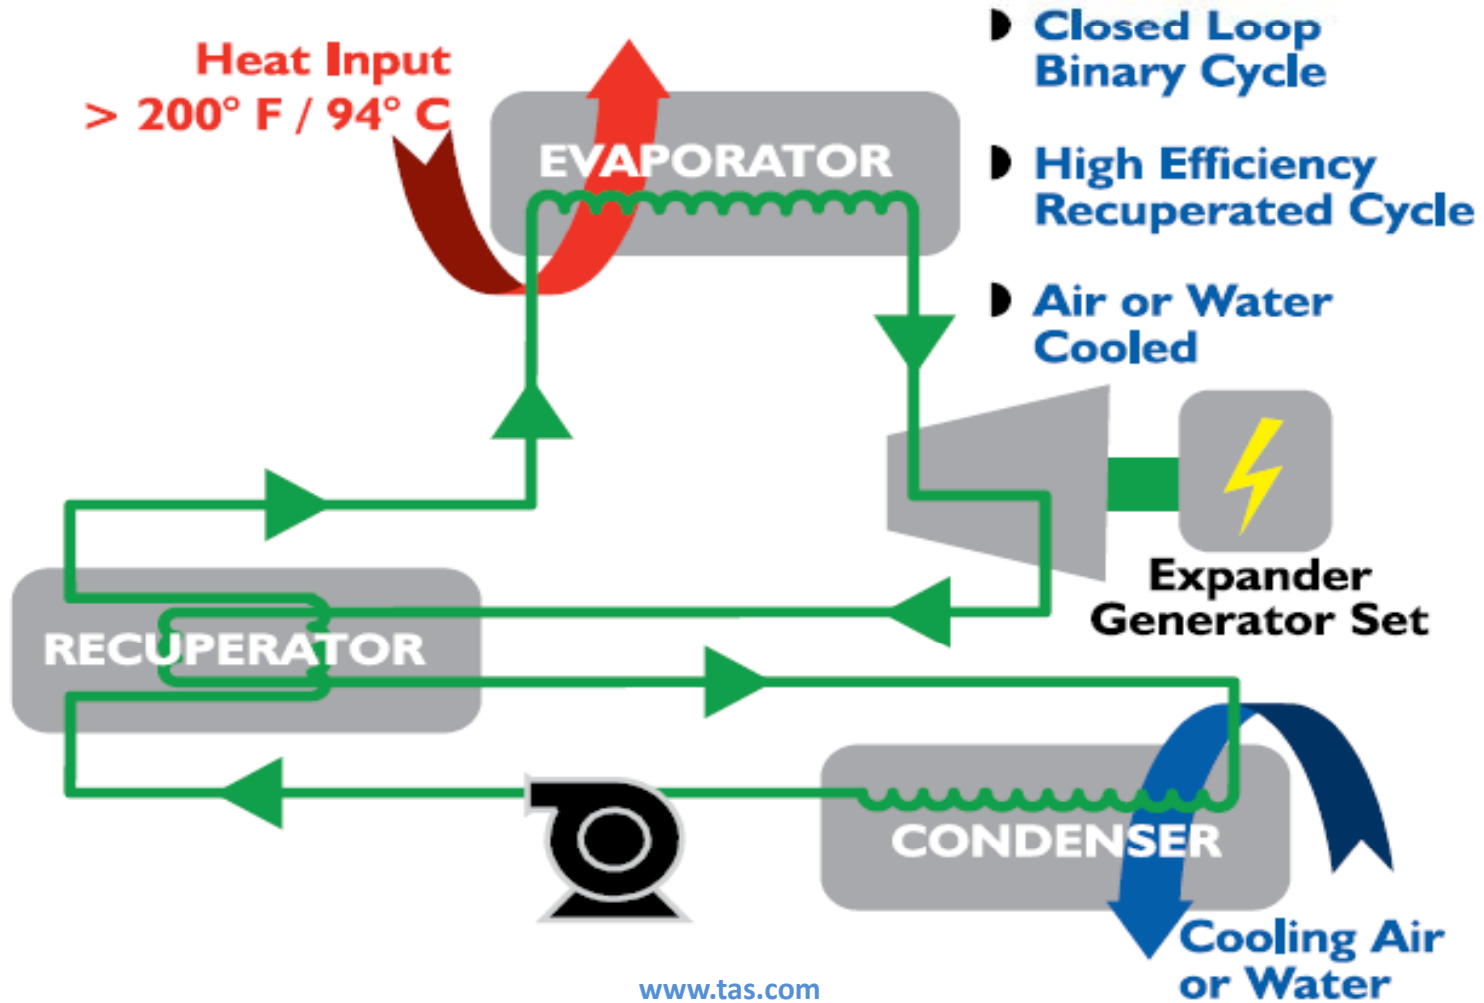 Heat Input
> 200° F / 94° C
EVAPORATOR
Closed Loop
Binary Cycle
High Efficiency
Recuperated Cycle
Air or Water
Cooled
Expander
Generator Set
RECUPERATOR
CONDENSER
Cooling Air
or Water
www.tas.com